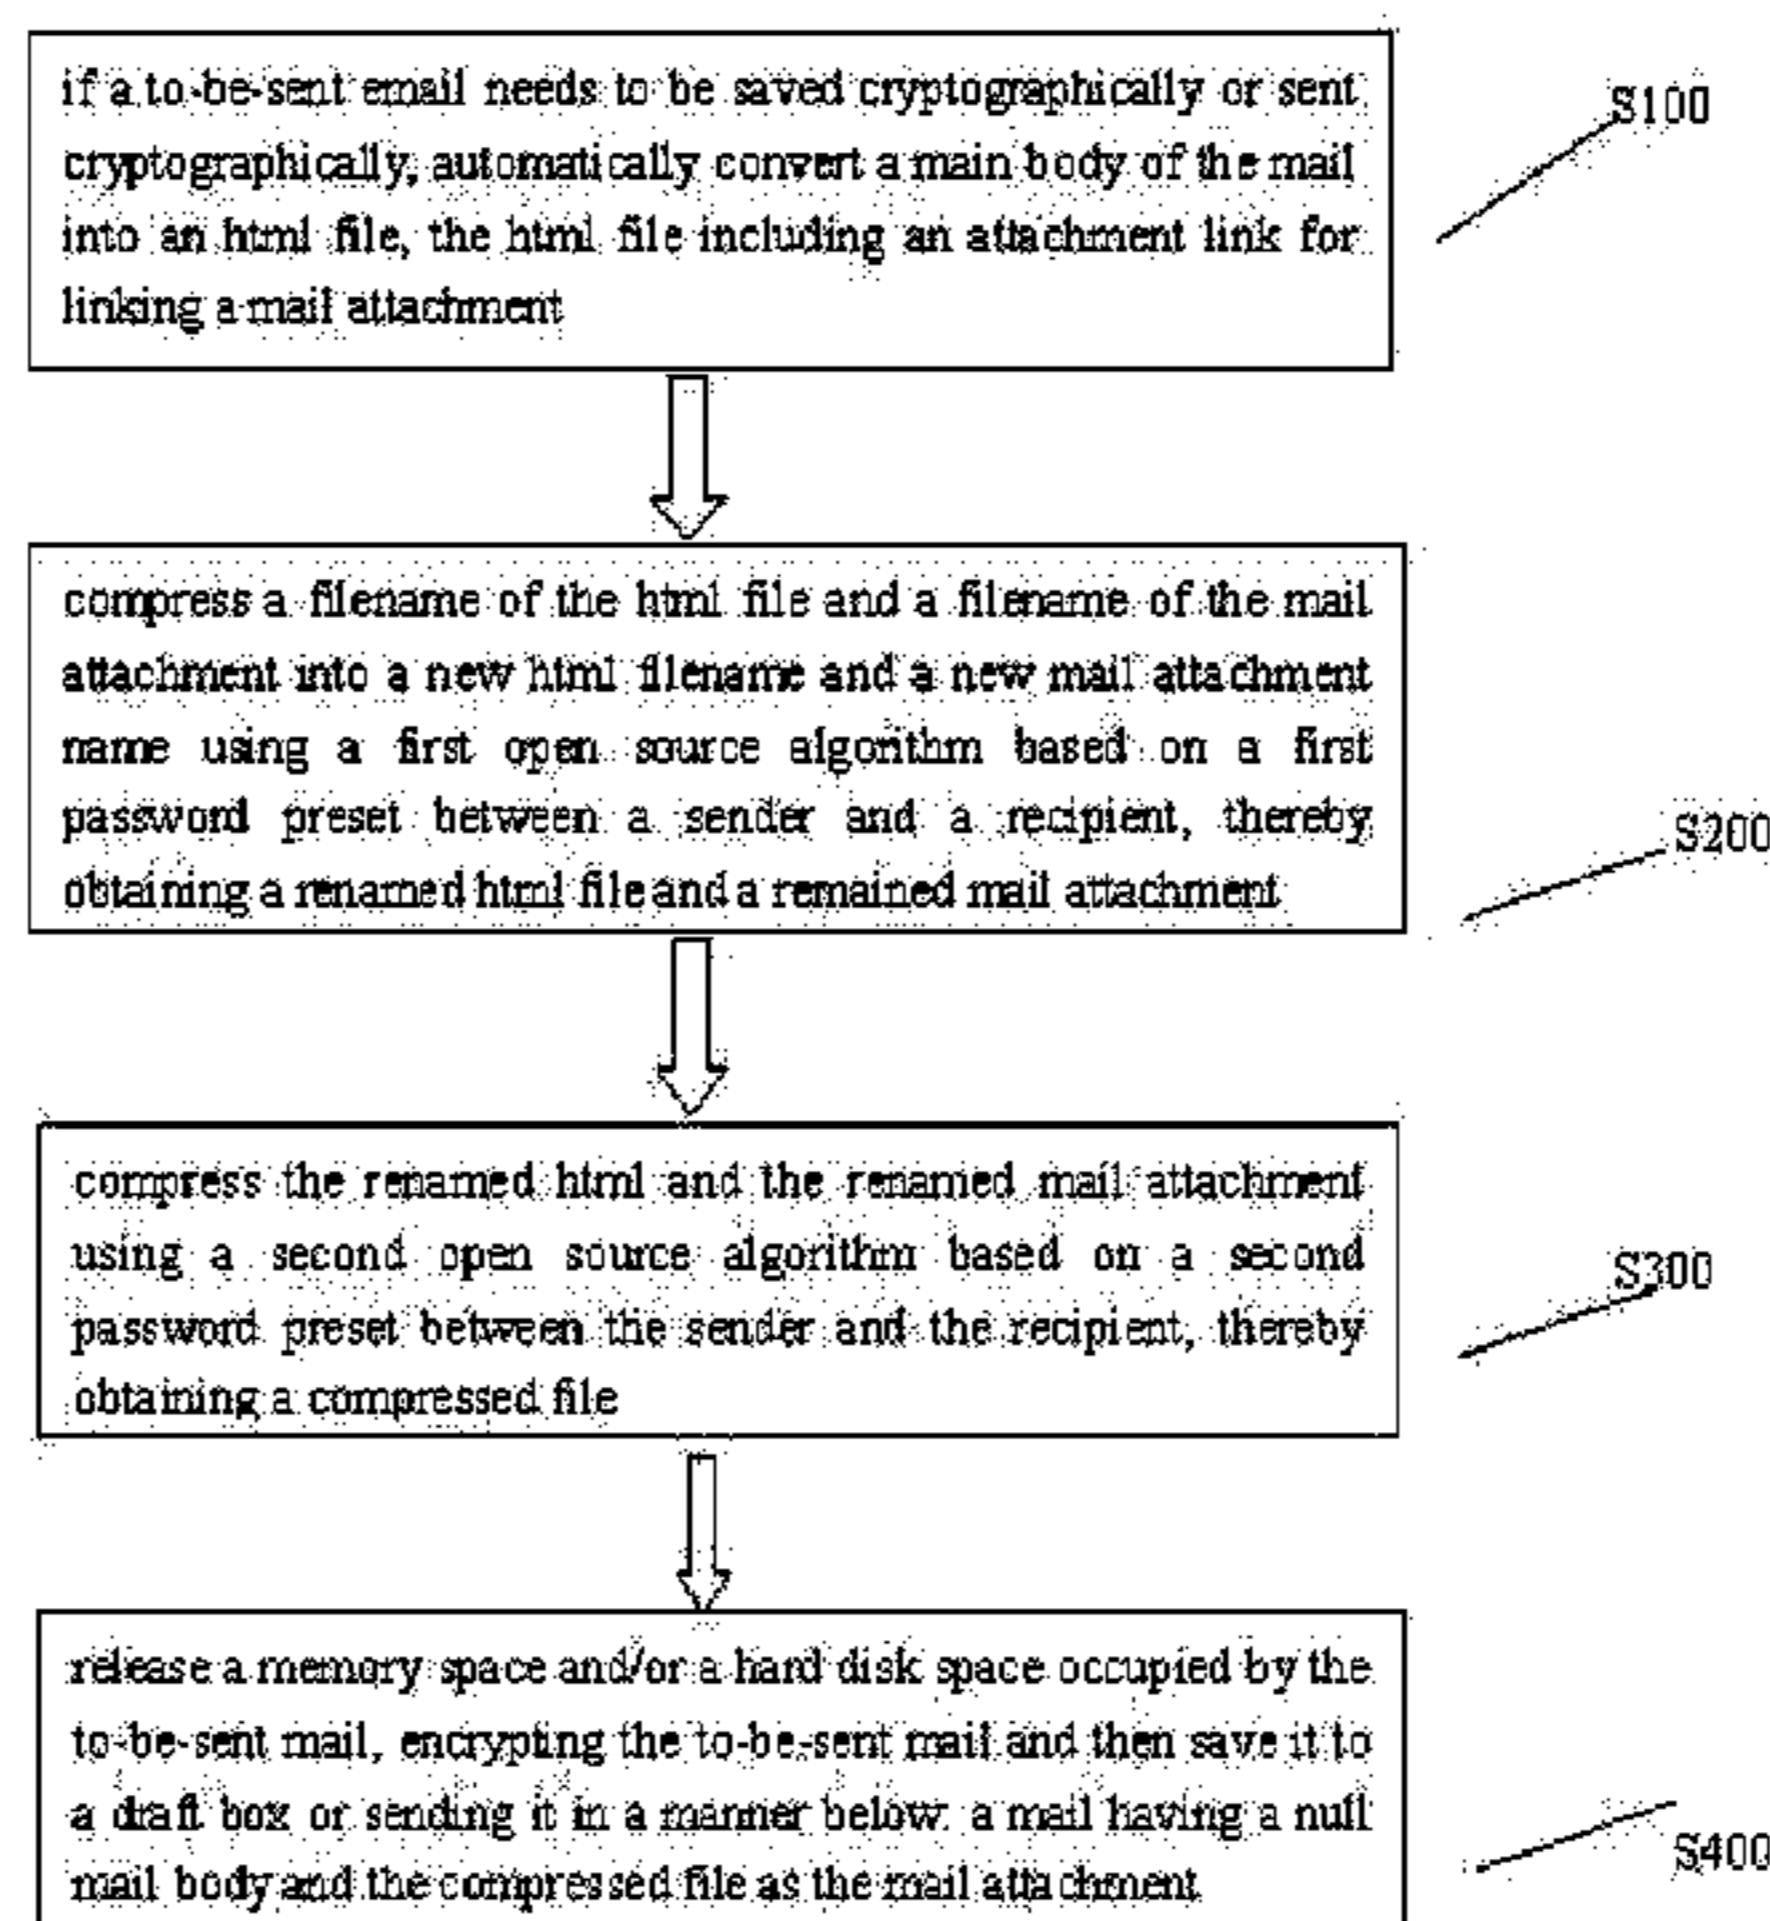 if a to-be-sent email needs to be saved cryptographically or sent
cryptographically, automatically convert a main body of the mail
into an html file, the html file including an attachment link for
linking a mail attachment
S100
compress a filename of the html file and a filename of the mail
attachment into a new html filename and a new mail attachment
name using a first open source algorithm based on a first
password preset between a sender and a recipient, thereby
obtaining a renamed html file and a remained mail attachment
S200
compress the renamed html and the renamed mail attachment
using a second open source algorithm based on a second
password preset between the sender and the recipient, thereby
obtaining a compressed file
S300
release a memory space and/or a hard disk space occupied by the
to-be-sent mail, encrypting the to-be-sent mail and then save it to
a draft box or sending it in a manner below: a mail having a null
mail body and the compressed file as the mail attachment
S400